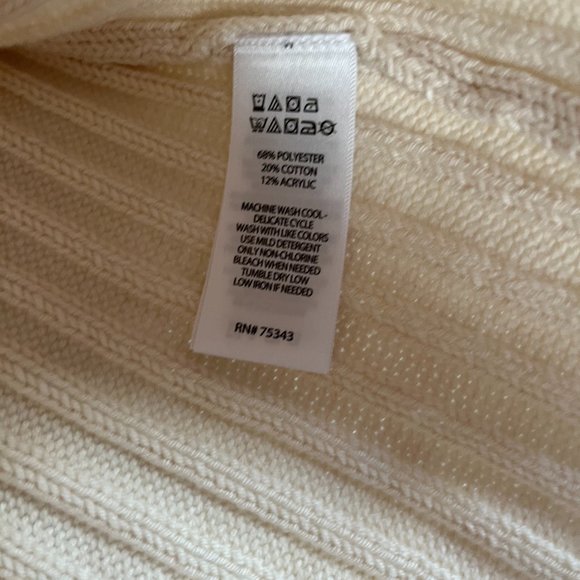 68% POLYESTER
20% COTTON
12% ACRYLIC
MACHINE WASH COOL-
DELICATE CYCLE
WASH WITH LIKE COLORS
USE MILD DETERGENT
ONLY NON-CHLORINE
BLEACH WHEN NEEDED
TUMBLE DRY LOW
LOW IRON IF NEEDED
RN# 75343